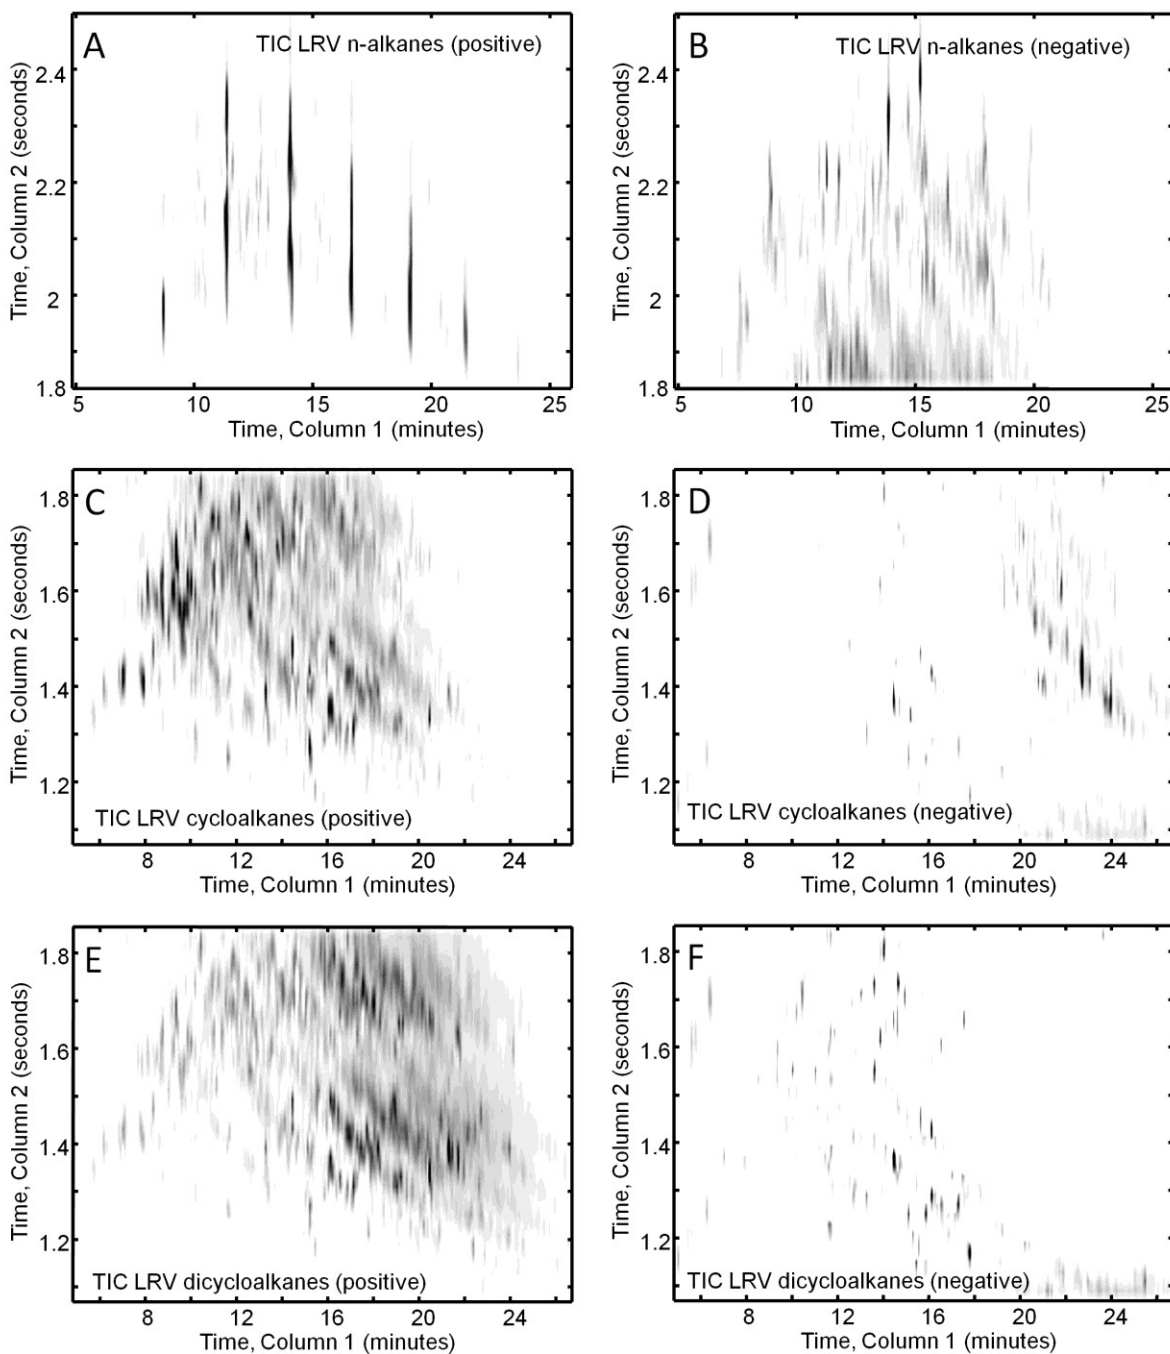 A
TIC LRV n-alkanes (positive)
Time, Column 2 (seconds)
2.4
2.2
2
1.8
5 10 15 20 25
Time, Column 1 (minutes)
B
TIC LRV n-alkanes (negative)
Time, Column 2 (seconds)
2.4
2.2
2
1.8
5 10 15 20 25
Time, Column 1 (minutes)
C
Time, Column 2 (seconds)
1.8
1.6
1.4
1.2
TIC LRV cycloalkanes (positive)
8 12 16 20 24
Time, Column 1 (minutes)
D
Time, Column 2 (seconds)
1.8
1.6
1.4
1.2
TIC LRV cycloalkanes (negative)
8 12 16 20 24
Time, Column 1 (minutes)
E
Time, Column 2 (seconds)
1.8
1.6
1.4
1.2
TIC LRV dicycloalkanes (positive)
8 12 16 20 24
Time, Column 1 (minutes)
F
Time, Column 2 (seconds)
1.8
1.6
1.4
1.2
TIC LRV dicycloalkanes (negative)
8 12 16 20 24
Time, Column 1 (minutes)